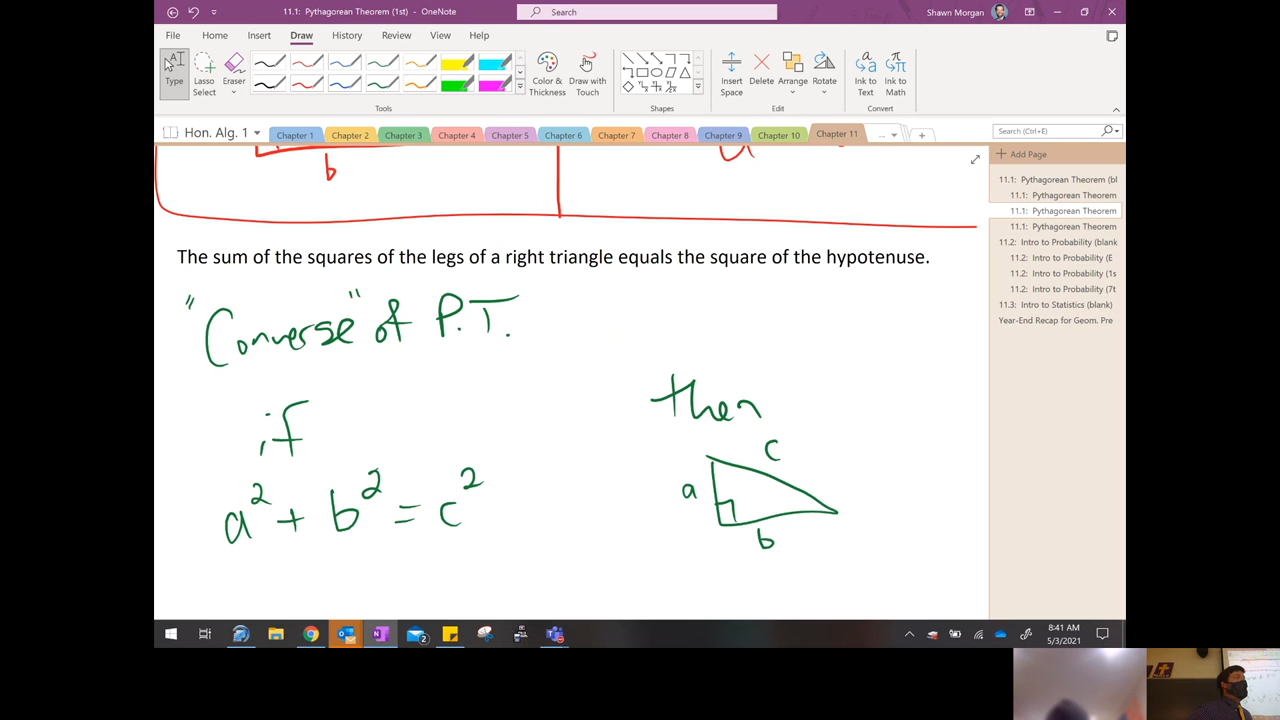 11.1: Pythagorean Theorem (1st) - OneNote
Search
Shawn Morgan
File Home Insert Draw History Review View Help
Type
Lasso Select
Eraser
Color & Thickness
Draw with Touch
Insert Space
Delete
Arrange
Rotate
Ink to Text
Ink to Math
Tools
Shapes
Edit
Convert
Hon. Alg. 1
Chapter 1 Chapter 2 Chapter 3 Chapter 4 Chapter 5 Chapter 6 Chapter 7 Chapter 8 Chapter 9 Chapter 10 Chapter 11 ...
Search (Ctrl+E)
Add Page
11.1: Pythagorean Theorem (bl
11.1: Pythagorean Theorem
11.1: Pythagorean Theorem
11.1: Pythagorean Theorem
11.2: Intro to Probability (blank
11.2: Intro to Probability (E
11.2: Intro to Probability (1s
11.2: Intro to Probability (7t
11.3: Intro to Statistics (blank)
Year-End Recap for Geom. Pre
b
The sum of the squares of the legs of a right triangle equals the square of the hypotenuse.
"Converse" of P.T.
if
then
a² + b² = c²
c
a
b
2
8:41 AM
5/3/2021